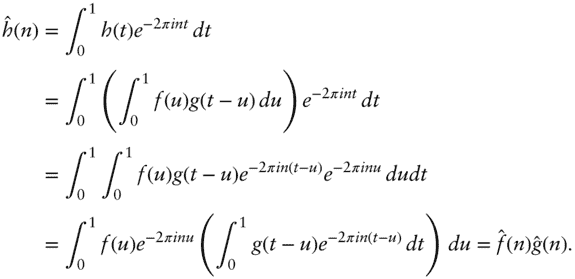 ĥ(n) = ∫₀¹ h(t)e^{−2πint} dt
= ∫₀¹ (∫₀¹ f(u)g(t − u) du) e^{−2πint} dt
= ∫₀¹ ∫₀¹ f(u)g(t − u)e^{−2πin(t−u)}e^{−2πinu} dudt
= ∫₀¹ f(u)e^{−2πinu} (∫₀¹ g(t − u)e^{−2πin(t−u)} dt) du = f̂(n)ĝ(n).